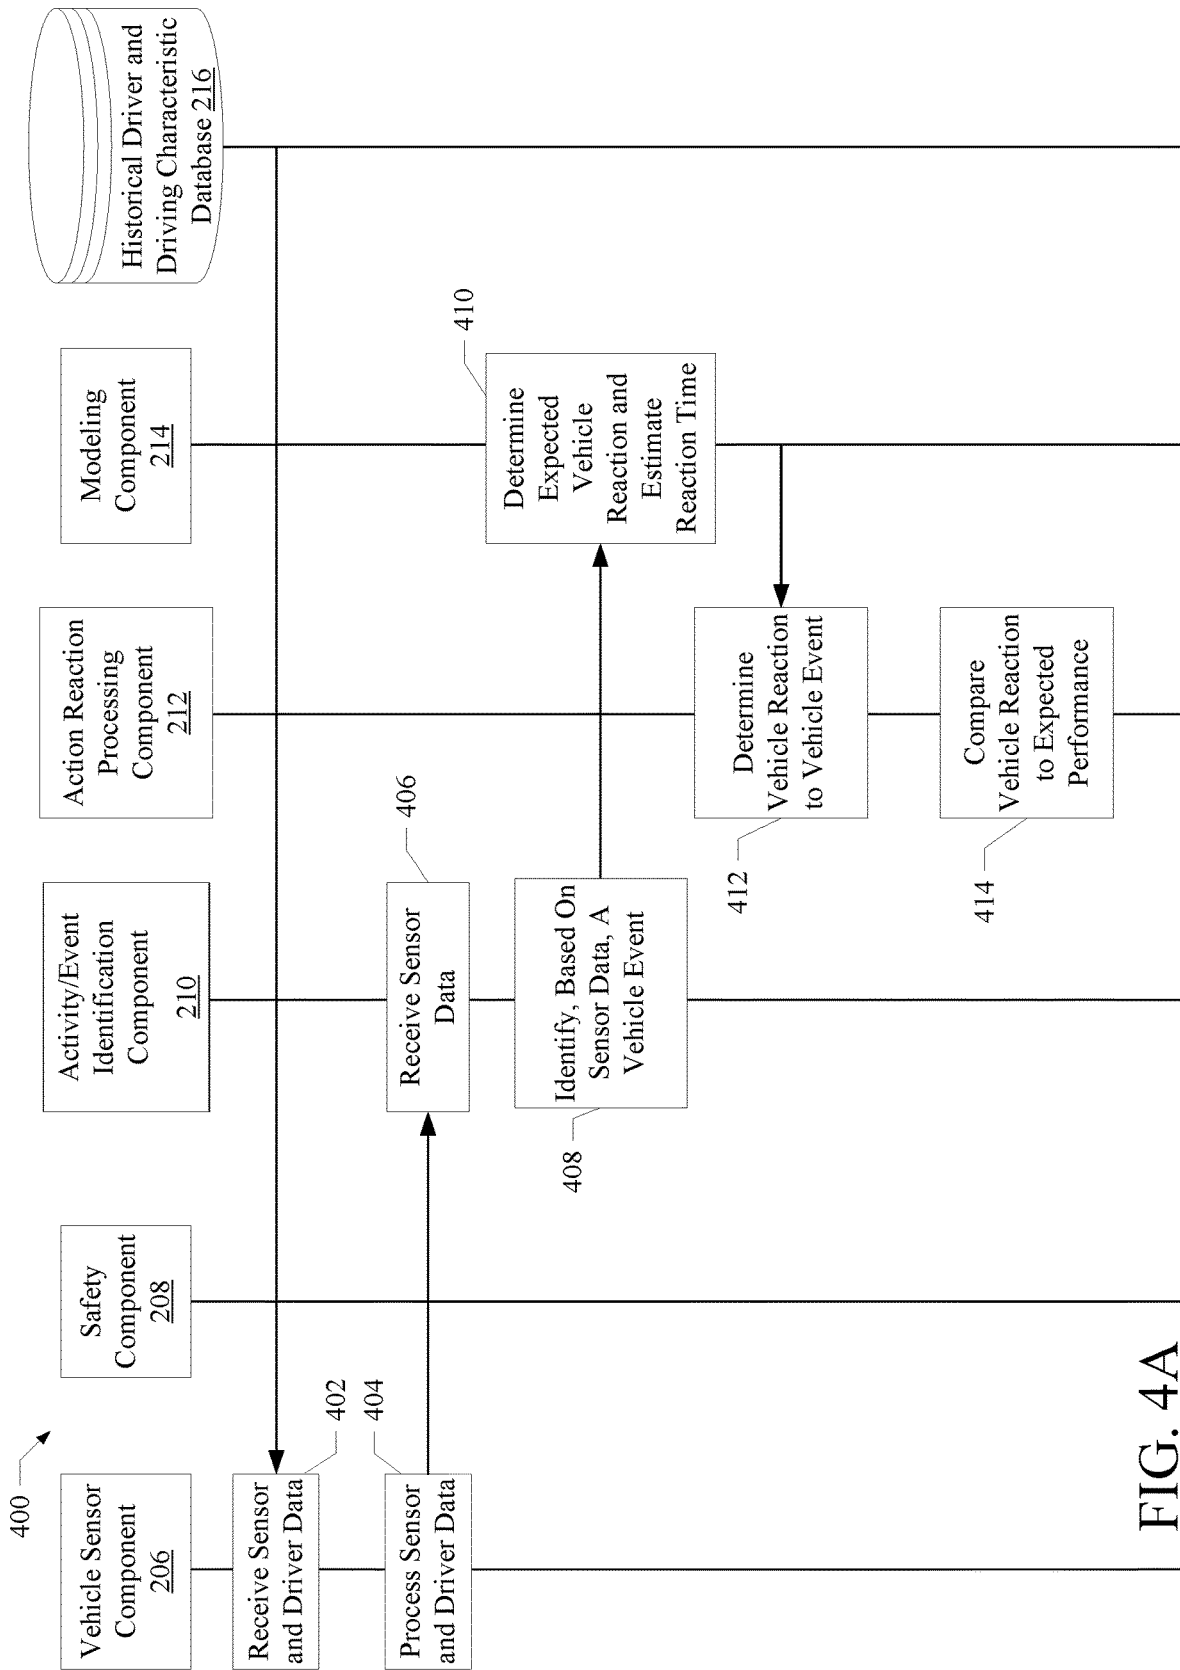 400
Vehicle Sensor
Component
206
Safety
Component
208
Activity/Event
Identification
Component
210
Action Reaction
Processing
Component
212
Modeling
Component
214
Historical Driver and
Driving Characteristic
Database 216
Receive Sensor
and Driver Data
402
Process Sensor
and Driver Data
404
Receive Sensor
Data
406
Identify, Based On
Sensor Data, A
Vehicle Event
408
Determine
Expected
Vehicle
Reaction and
Estimate
Reaction Time
410
Determine
Vehicle Reaction
to Vehicle Event
412
Compare
Vehicle Reaction
to Expected
Performance
414
FIG. 4A